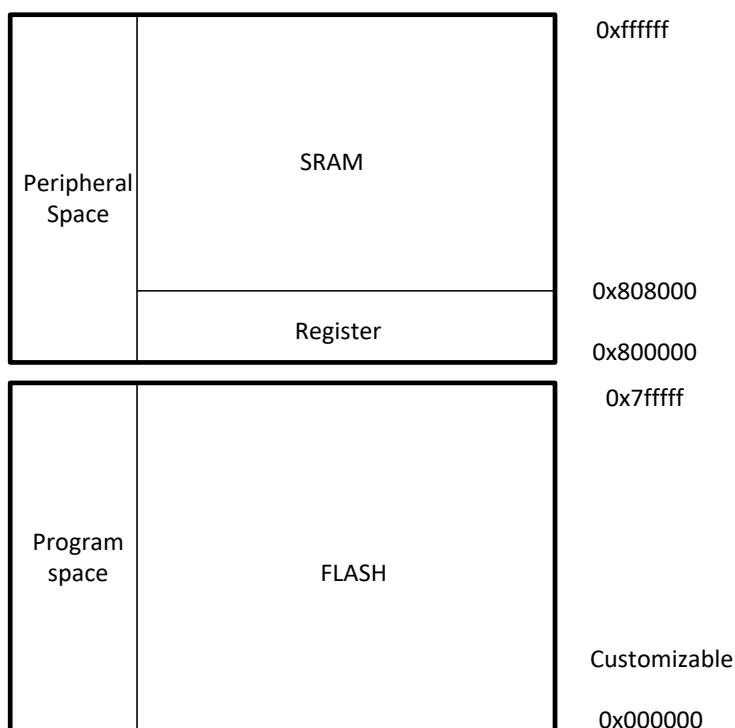 0xffffff
SRAM
Peripheral
Space
0x808000
Register
0x800000
0x7fffff
Program
space
FLASH
Customizable
0x000000